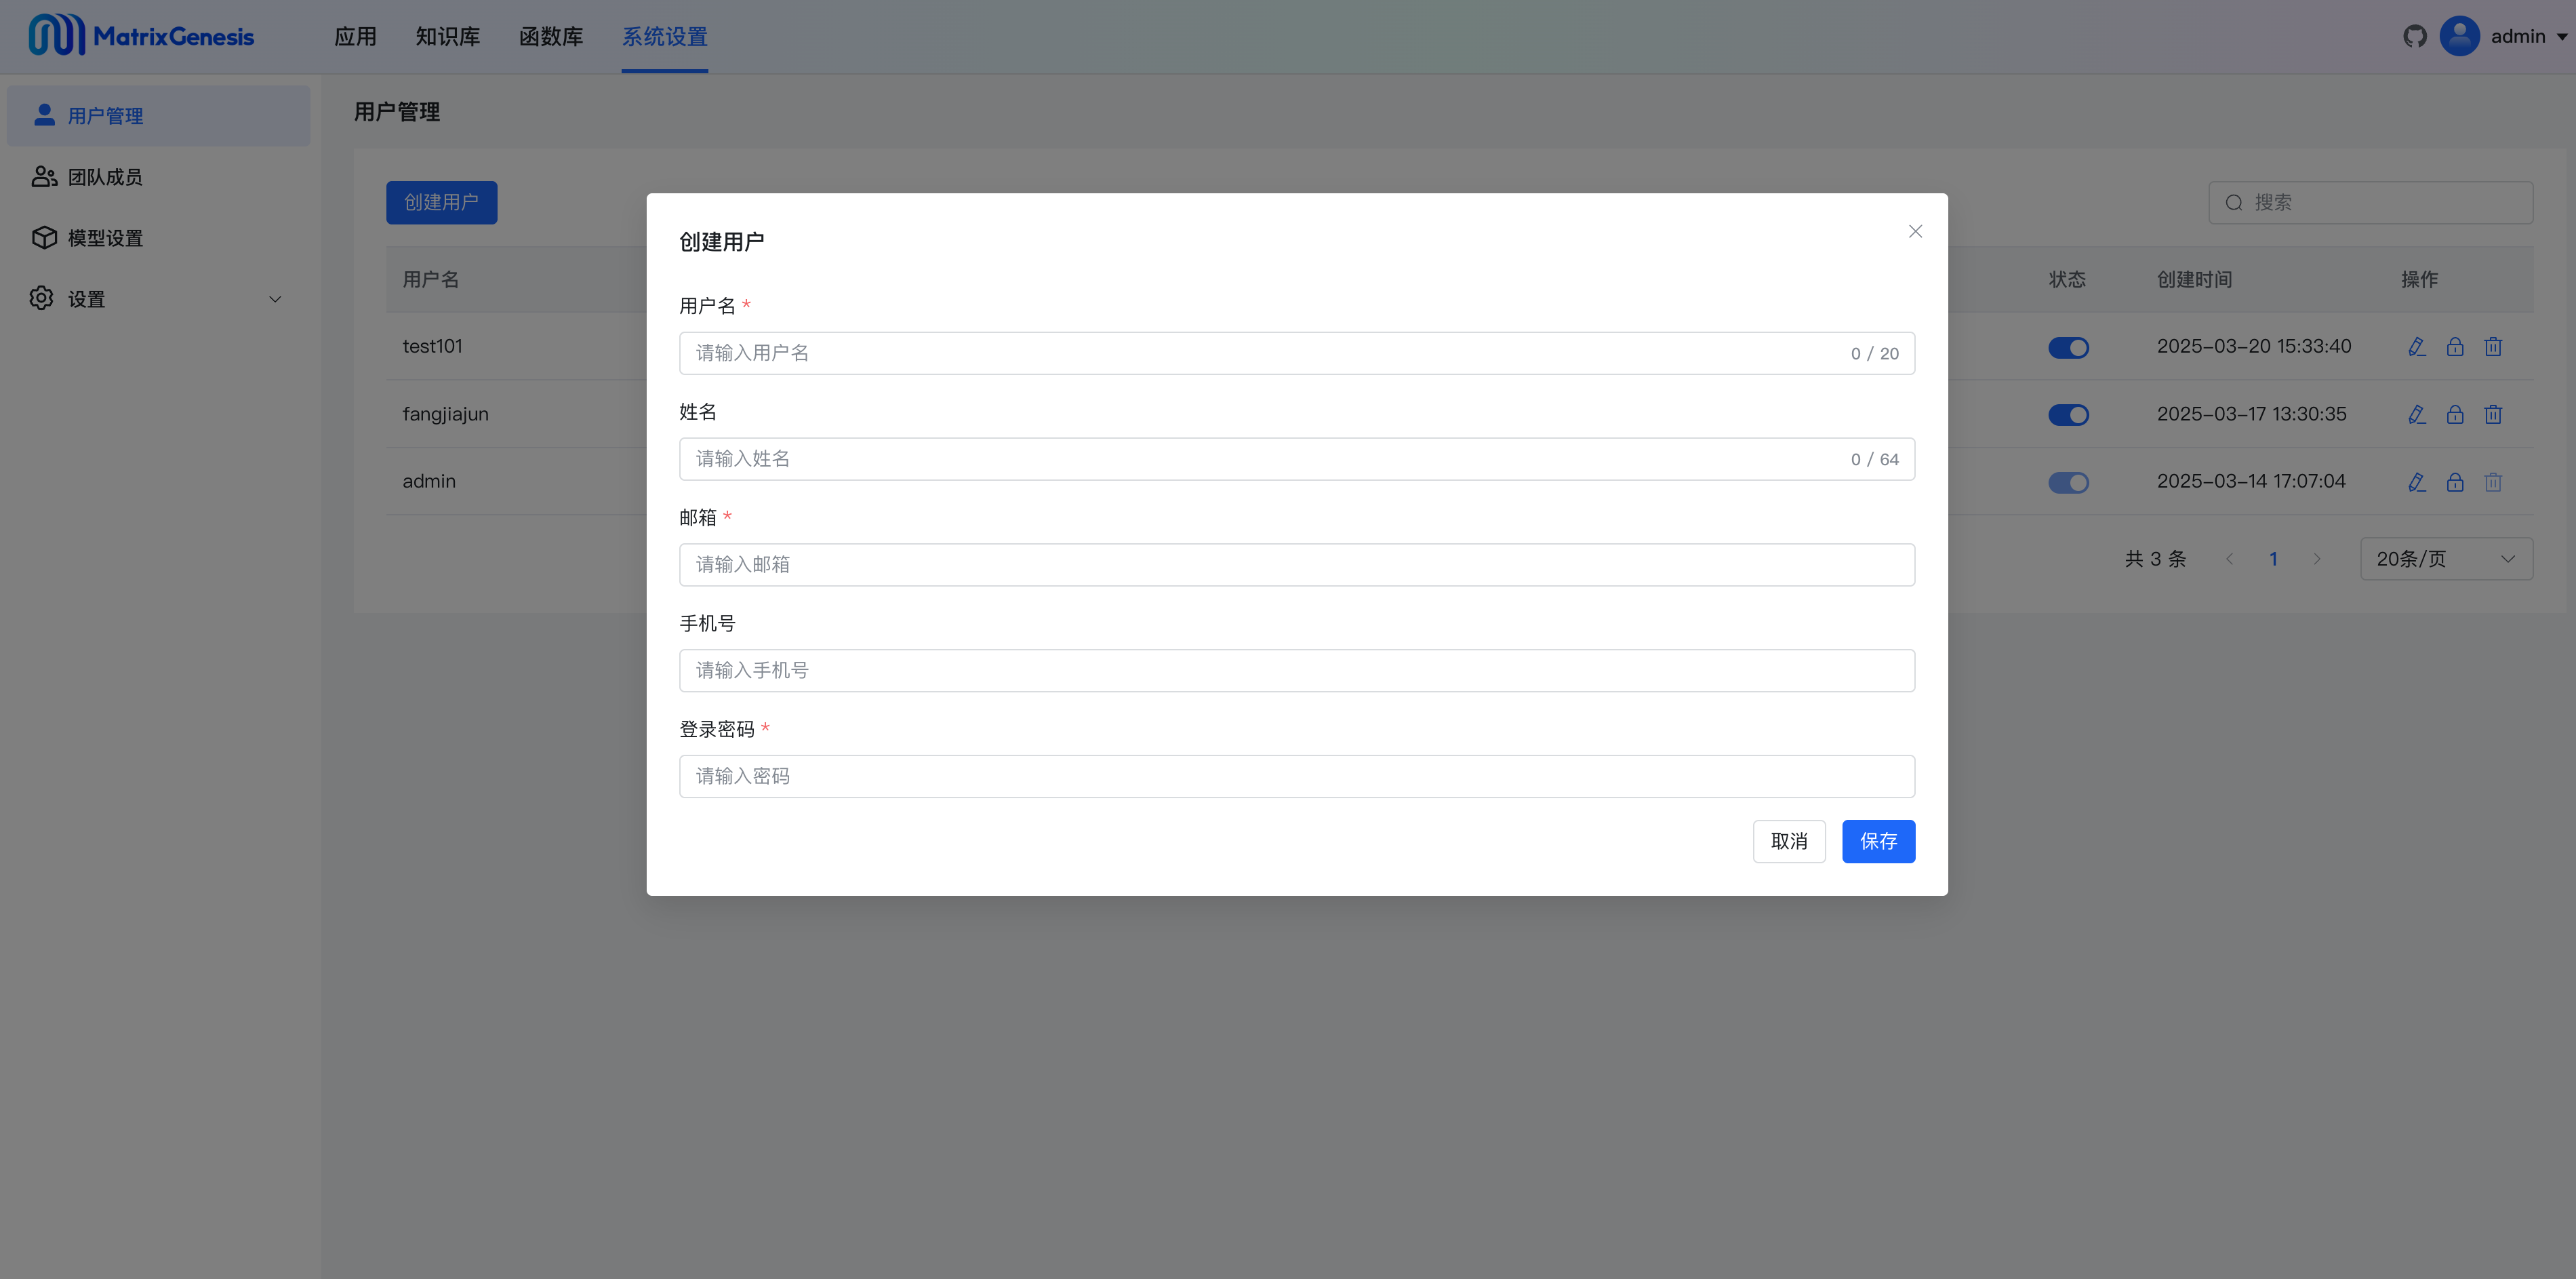 MatrixGenesis 应用 知识库 函数库 系统设置 admin
用户管理
团队成员
模型设置
设置
用户管理
创建用户 搜索
用户名 状态 创建时间 操作
test101 2025-03-20 15:33:40
fangjiajun 2025-03-17 13:30:35
admin 2025-03-14 17:07:04
共 3 条 1 20条/页
创建用户
用户名 *
请输入用户名 0 / 20
姓名
请输入姓名 0 / 64
邮箱 *
请输入邮箱
手机号
请输入手机号
登录密码 *
请输入密码
取消 保存